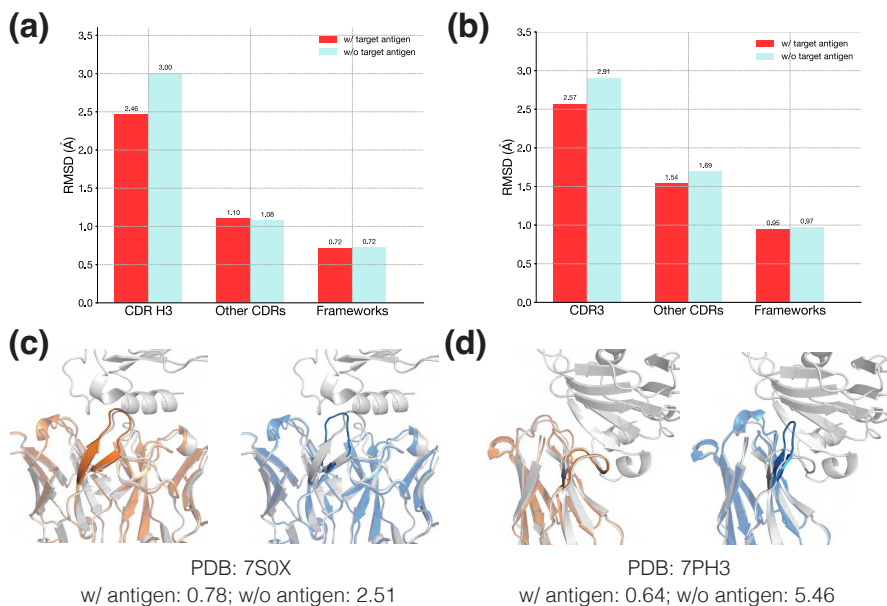 (a)
3.5
3.0
2.5
2.0
1.5
1.0
0.5
0.0
RMSD (Å)
w/ target antigen
w/o target antigen
2.46
3.00
1.10
1.08
0.72
0.72
CDR H3
Other CDRs
Frameworks
(b)
3.5
3.0
2.5
2.0
1.5
1.0
0.5
0.0
RMSD (Å)
w/ target antigen
w/o target antigen
2.57
2.91
1.54
1.69
0.95
0.97
CDR3
Other CDRs
Frameworks
(c)
PDB: 7S0X
w/ antigen: 0.78; w/o antigen: 2.51
(d)
PDB: 7PH3
w/ antigen: 0.64; w/o antigen: 5.46